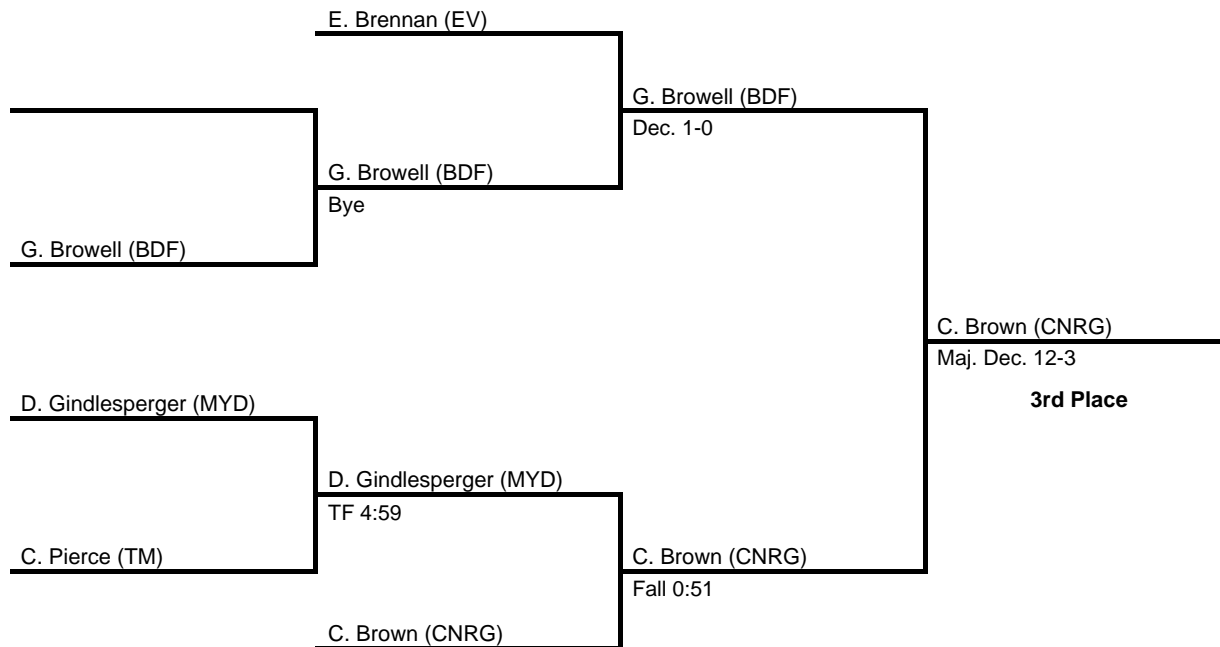 E. Brennan (EV)
G. Browell (BDF)
Dec. 1-0
G. Browell (BDF)
Bye
G. Browell (BDF)
C. Brown (CNRG)
Maj. Dec. 12-3
3rd Place
D. Gindlesperger (MYD)
D. Gindlesperger (MYD)
TF 4:59
C. Pierce (TM)
C. Brown (CNRG)
Fall 0:51
C. Brown (CNRG)